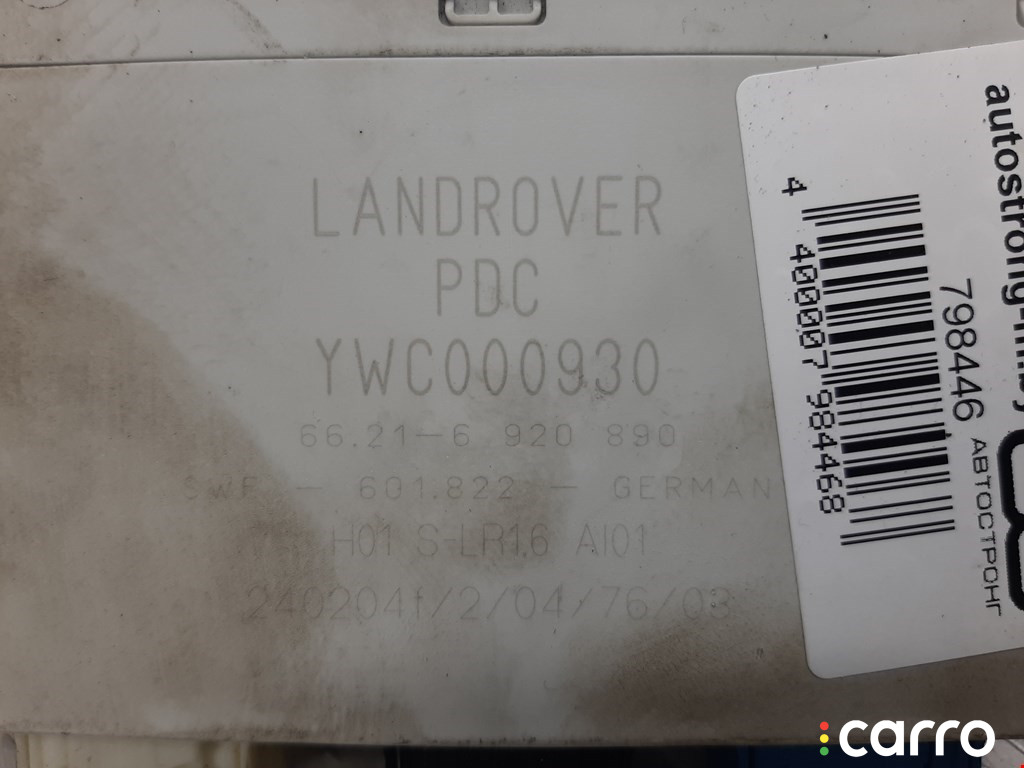 LANDROVER
PDC
YWC000930
66.21-6 920 890
SWF - 601.822 - GERMAN
H01 S-LR1.6 AI01
240204f/2/04/76/03
798446
АВТОСТРОНГ
4 400007 984468
carro